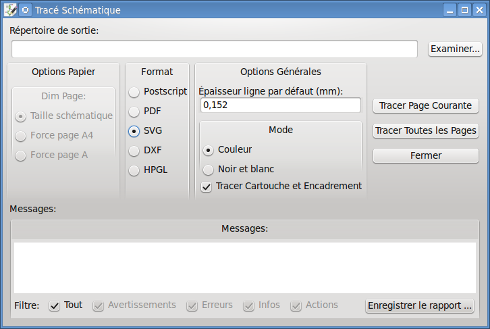 Tracé Schématique
Répertoire de sortie:
Examiner...
Options Papier
Dim Page:
Taille schématique
Force page A4
Force page A
Format
Postscript
PDF
SVG
DXF
HPGL
Options Générales
Épaisseur ligne par défaut (mm):
0,152
Mode
Couleur
Noir et blanc
Tracer Cartouche et Encadrement
Tracer Page Courante
Tracer Toutes les Pages
Fermer
Messages:
Messages:
Filtre: Tout Avertissements Erreurs Infos Actions Enregistrer le rapport ...